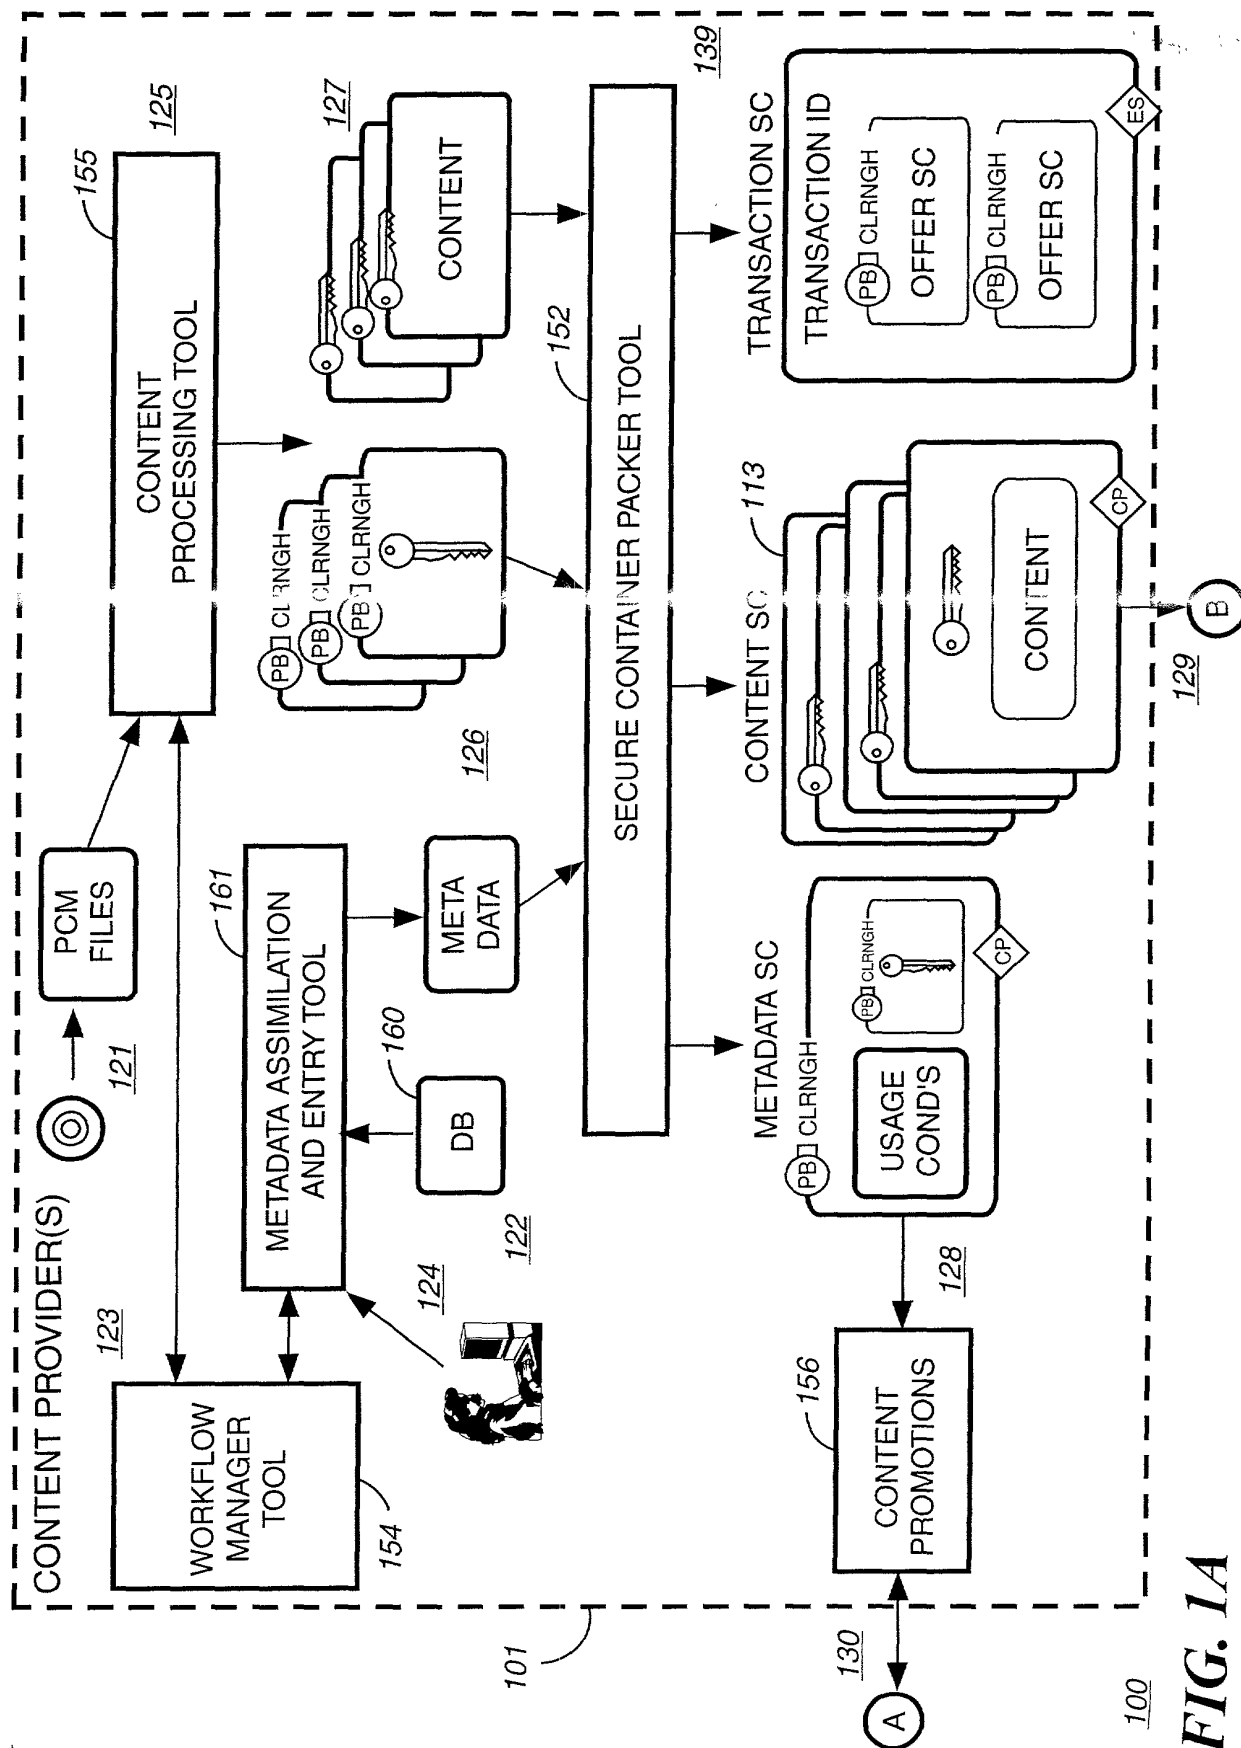 CONTENT PROVIDER(S)
123
WORKFLOW
MANAGER
TOOL
154
121
PCM
FILES
155
125
CONTENT
PROCESSING TOOL
161
METADATA ASSIMILATION
AND ENTRY TOOL
124
122
160
DB
META
DATA
126
PB CLRNGH
PB CLRNGH
PB CLRNGH
127
CONTENT
152
SECURE CONTAINER PACKER TOOL
139
METADATA SC
PB CLRNGH
USAGE
COND'S
PB CLRNGH
CP
CONTENT SC
113
CONTENT
CP
TRANSACTION SC
TRANSACTION ID
PB CLRNGH
OFFER SC
PB CLRNGH
OFFER SC
ES
128
156
CONTENT
PROMOTIONS
129
B
101
130
A
100
FIG. 1A